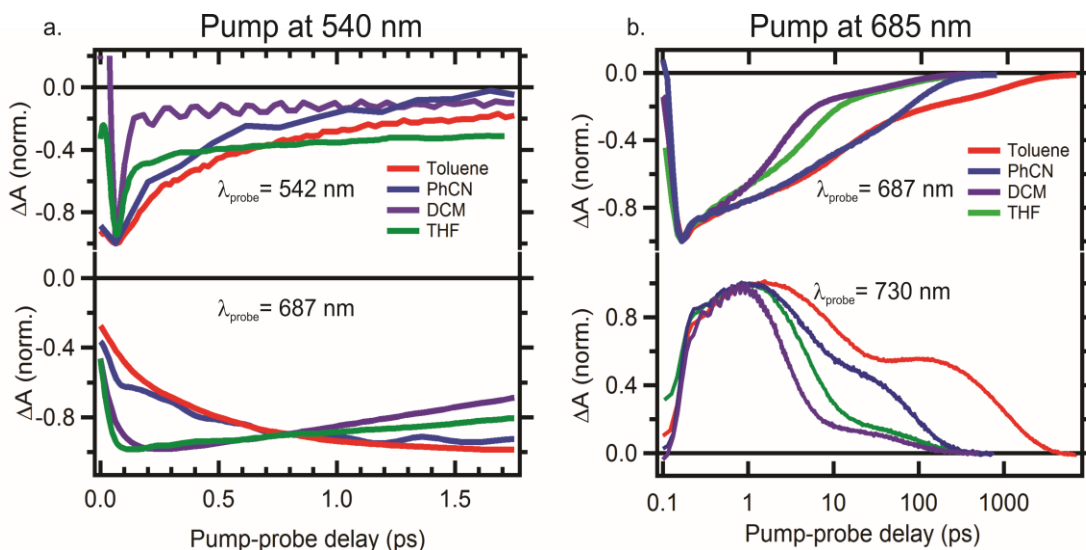 a.
Pump at 540 nm
0.0
-0.4
-0.8
ΔA (norm.)
Toluene
PhCN
DCM
THF
λprobe= 542 nm
0.0
-0.4
-0.8
ΔA (norm.)
λprobe= 687 nm
0.0
0.5
1.0
1.5
Pump-probe delay (ps)
b.
Pump at 685 nm
0.0
-0.4
-0.8
ΔA (norm.)
Toluene
PhCN
DCM
THF
λprobe= 687 nm
0.8
0.4
0.0
ΔA (norm.)
λprobe= 730 nm
0.1
1
10
100
1000
Pump-probe delay (ps)